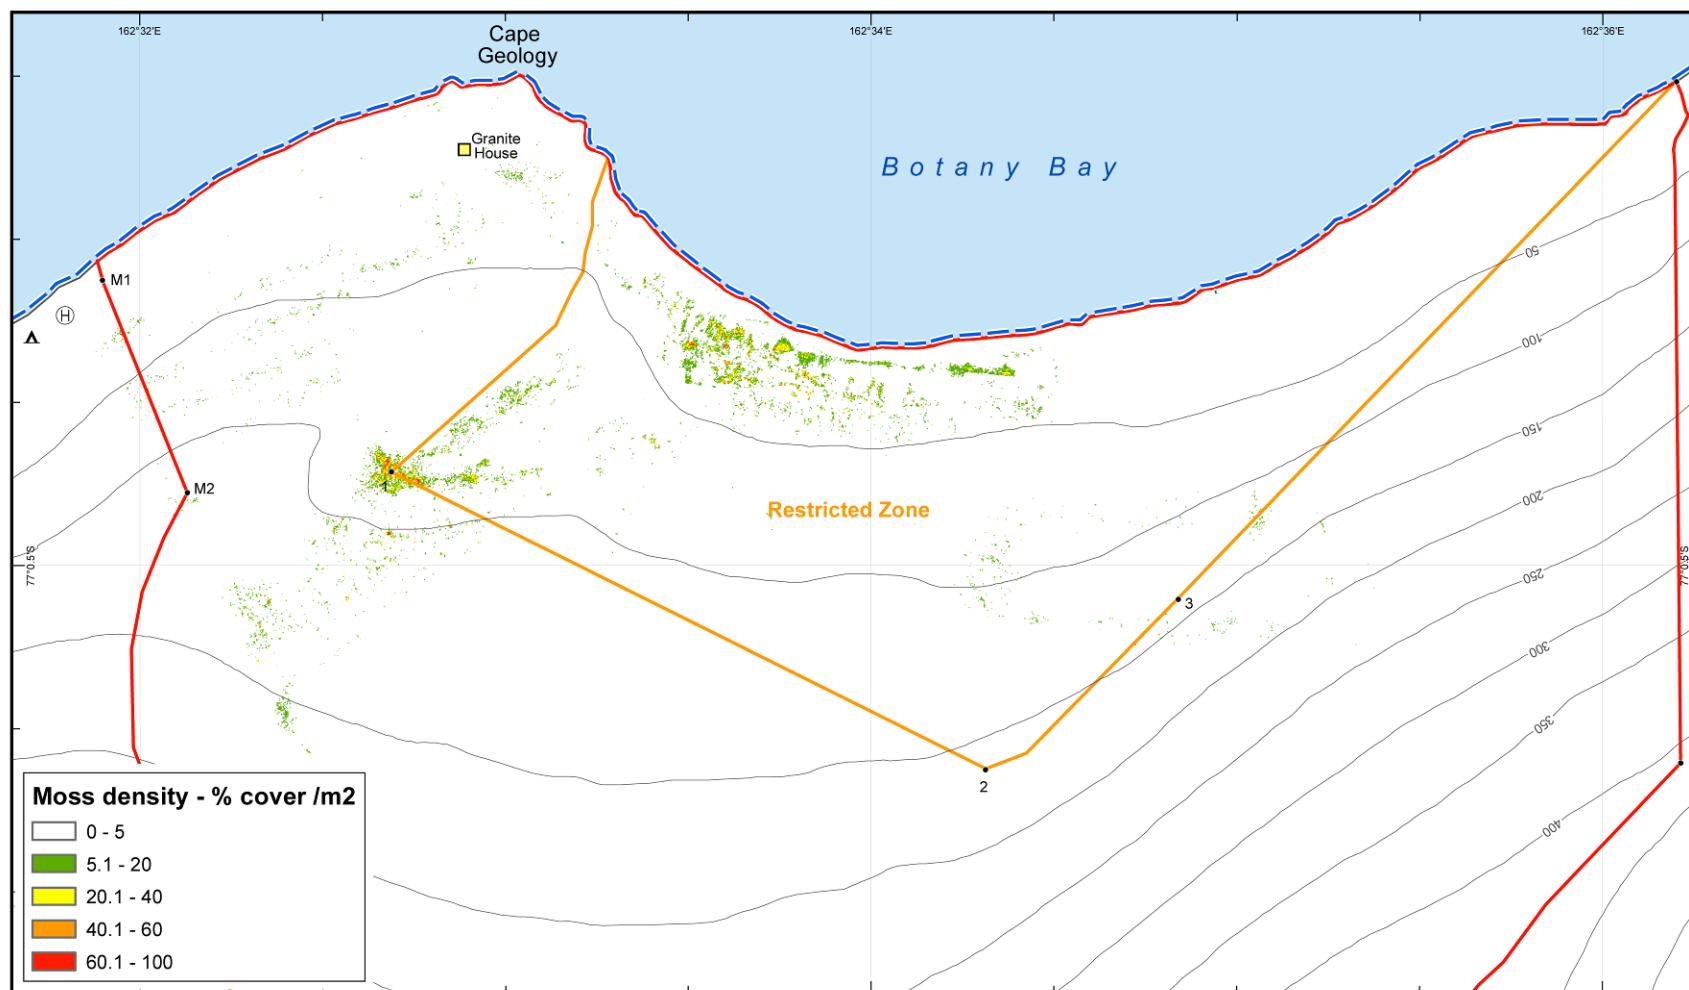 162°32'E
162°34'E
162°36'E
Cape
Geology
Granite
House
Botany Bay
M1
H
M2
1
Restricted Zone
3
2
77°0.5'S
77°0.5'S
50
100
150
200
250
300
350
400
Moss density - % cover /m2
0 - 5
5.1 - 20
20.1 - 40
40.1 - 60
60.1 - 100